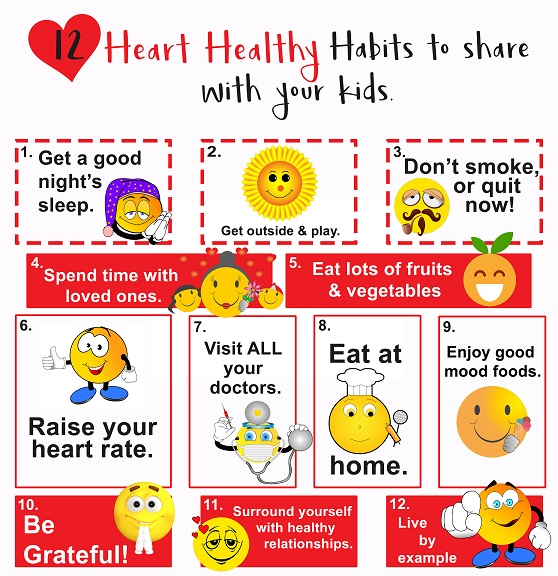 12 Heart Healthy Habits to share
with your kids.
1. Get a good
night's
sleep.
2.
Get outside & play.
3.
Don't smoke,
or quit
now!
4.
Spend time with
loved ones.
5. Eat lots of fruits
& vegetables
6.
Raise your
heart rate.
7.
Visit ALL
your
doctors.
8.
Eat at
home.
9.
Enjoy good
mood foods.
10.
Be
Grateful!
11. Surround yourself
with healthy
relationships.
12.
Live
by
example